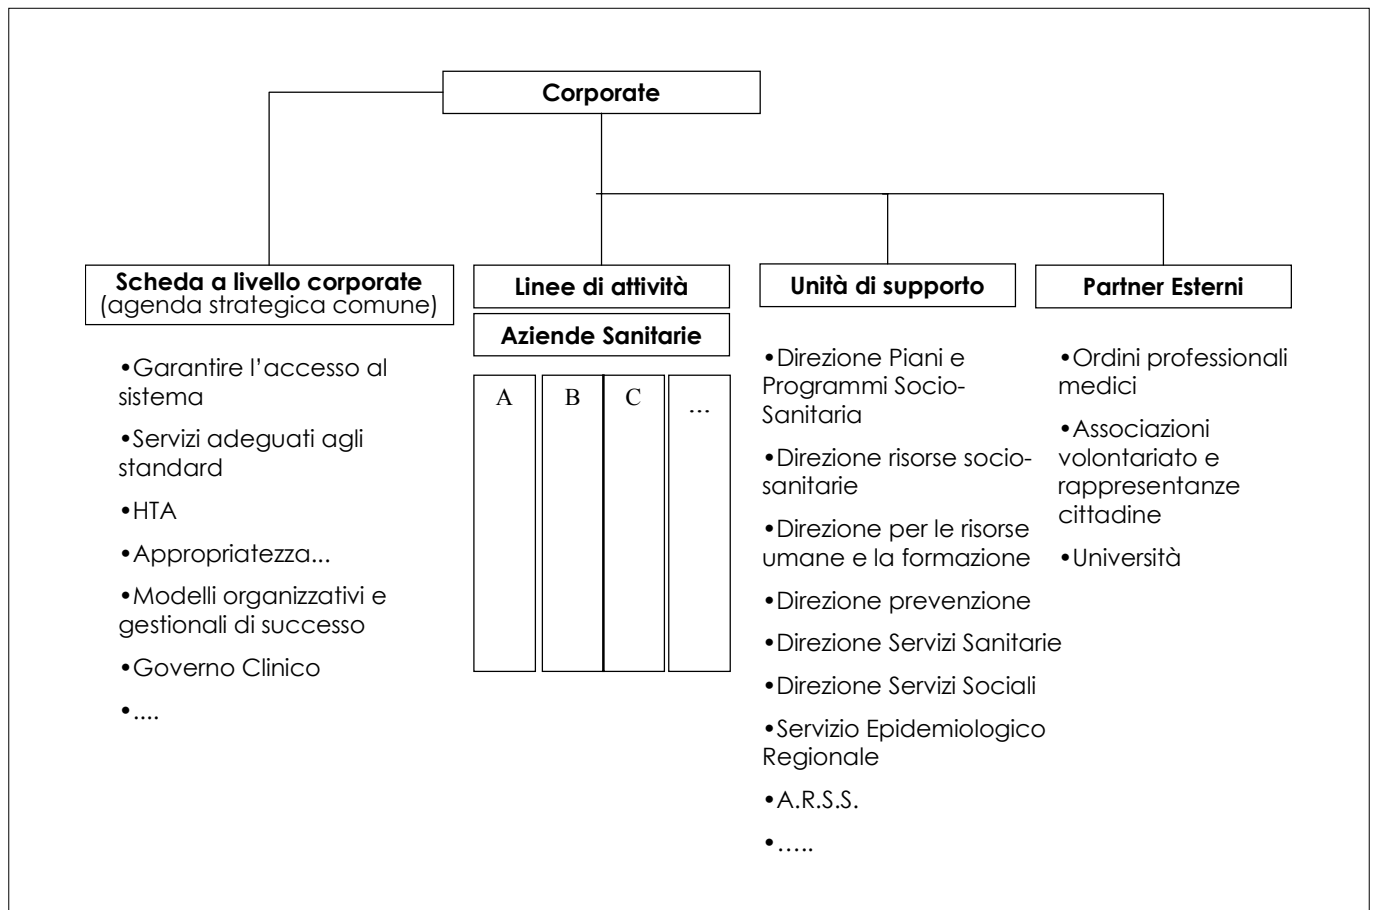 Corporate
Scheda a livello corporate
(agenda strategica comune)
•Garantire l’accesso al
sistema
•Servizi adeguati agli
standard
•HTA
•Appropriatezza...
•Modelli organizzativi e
gestionali di successo
•Governo Clinico
•....
Linee di attività
Aziende Sanitarie
A
B
C
...
Unità di supporto
•Direzione Piani e
Programmi Socio-
Sanitaria
•Direzione risorse socio-
sanitarie
•Direzione per le risorse
umane e la formazione
•Direzione prevenzione
•Direzione Servizi Sanitarie
•Direzione Servizi Sociali
•Servizio Epidemiologico
Regionale
•A.R.S.S.
•.....
Partner Esterni
•Ordini professionali
medici
•Associazioni
volontariato e
rappresentanze
cittadine
•Università